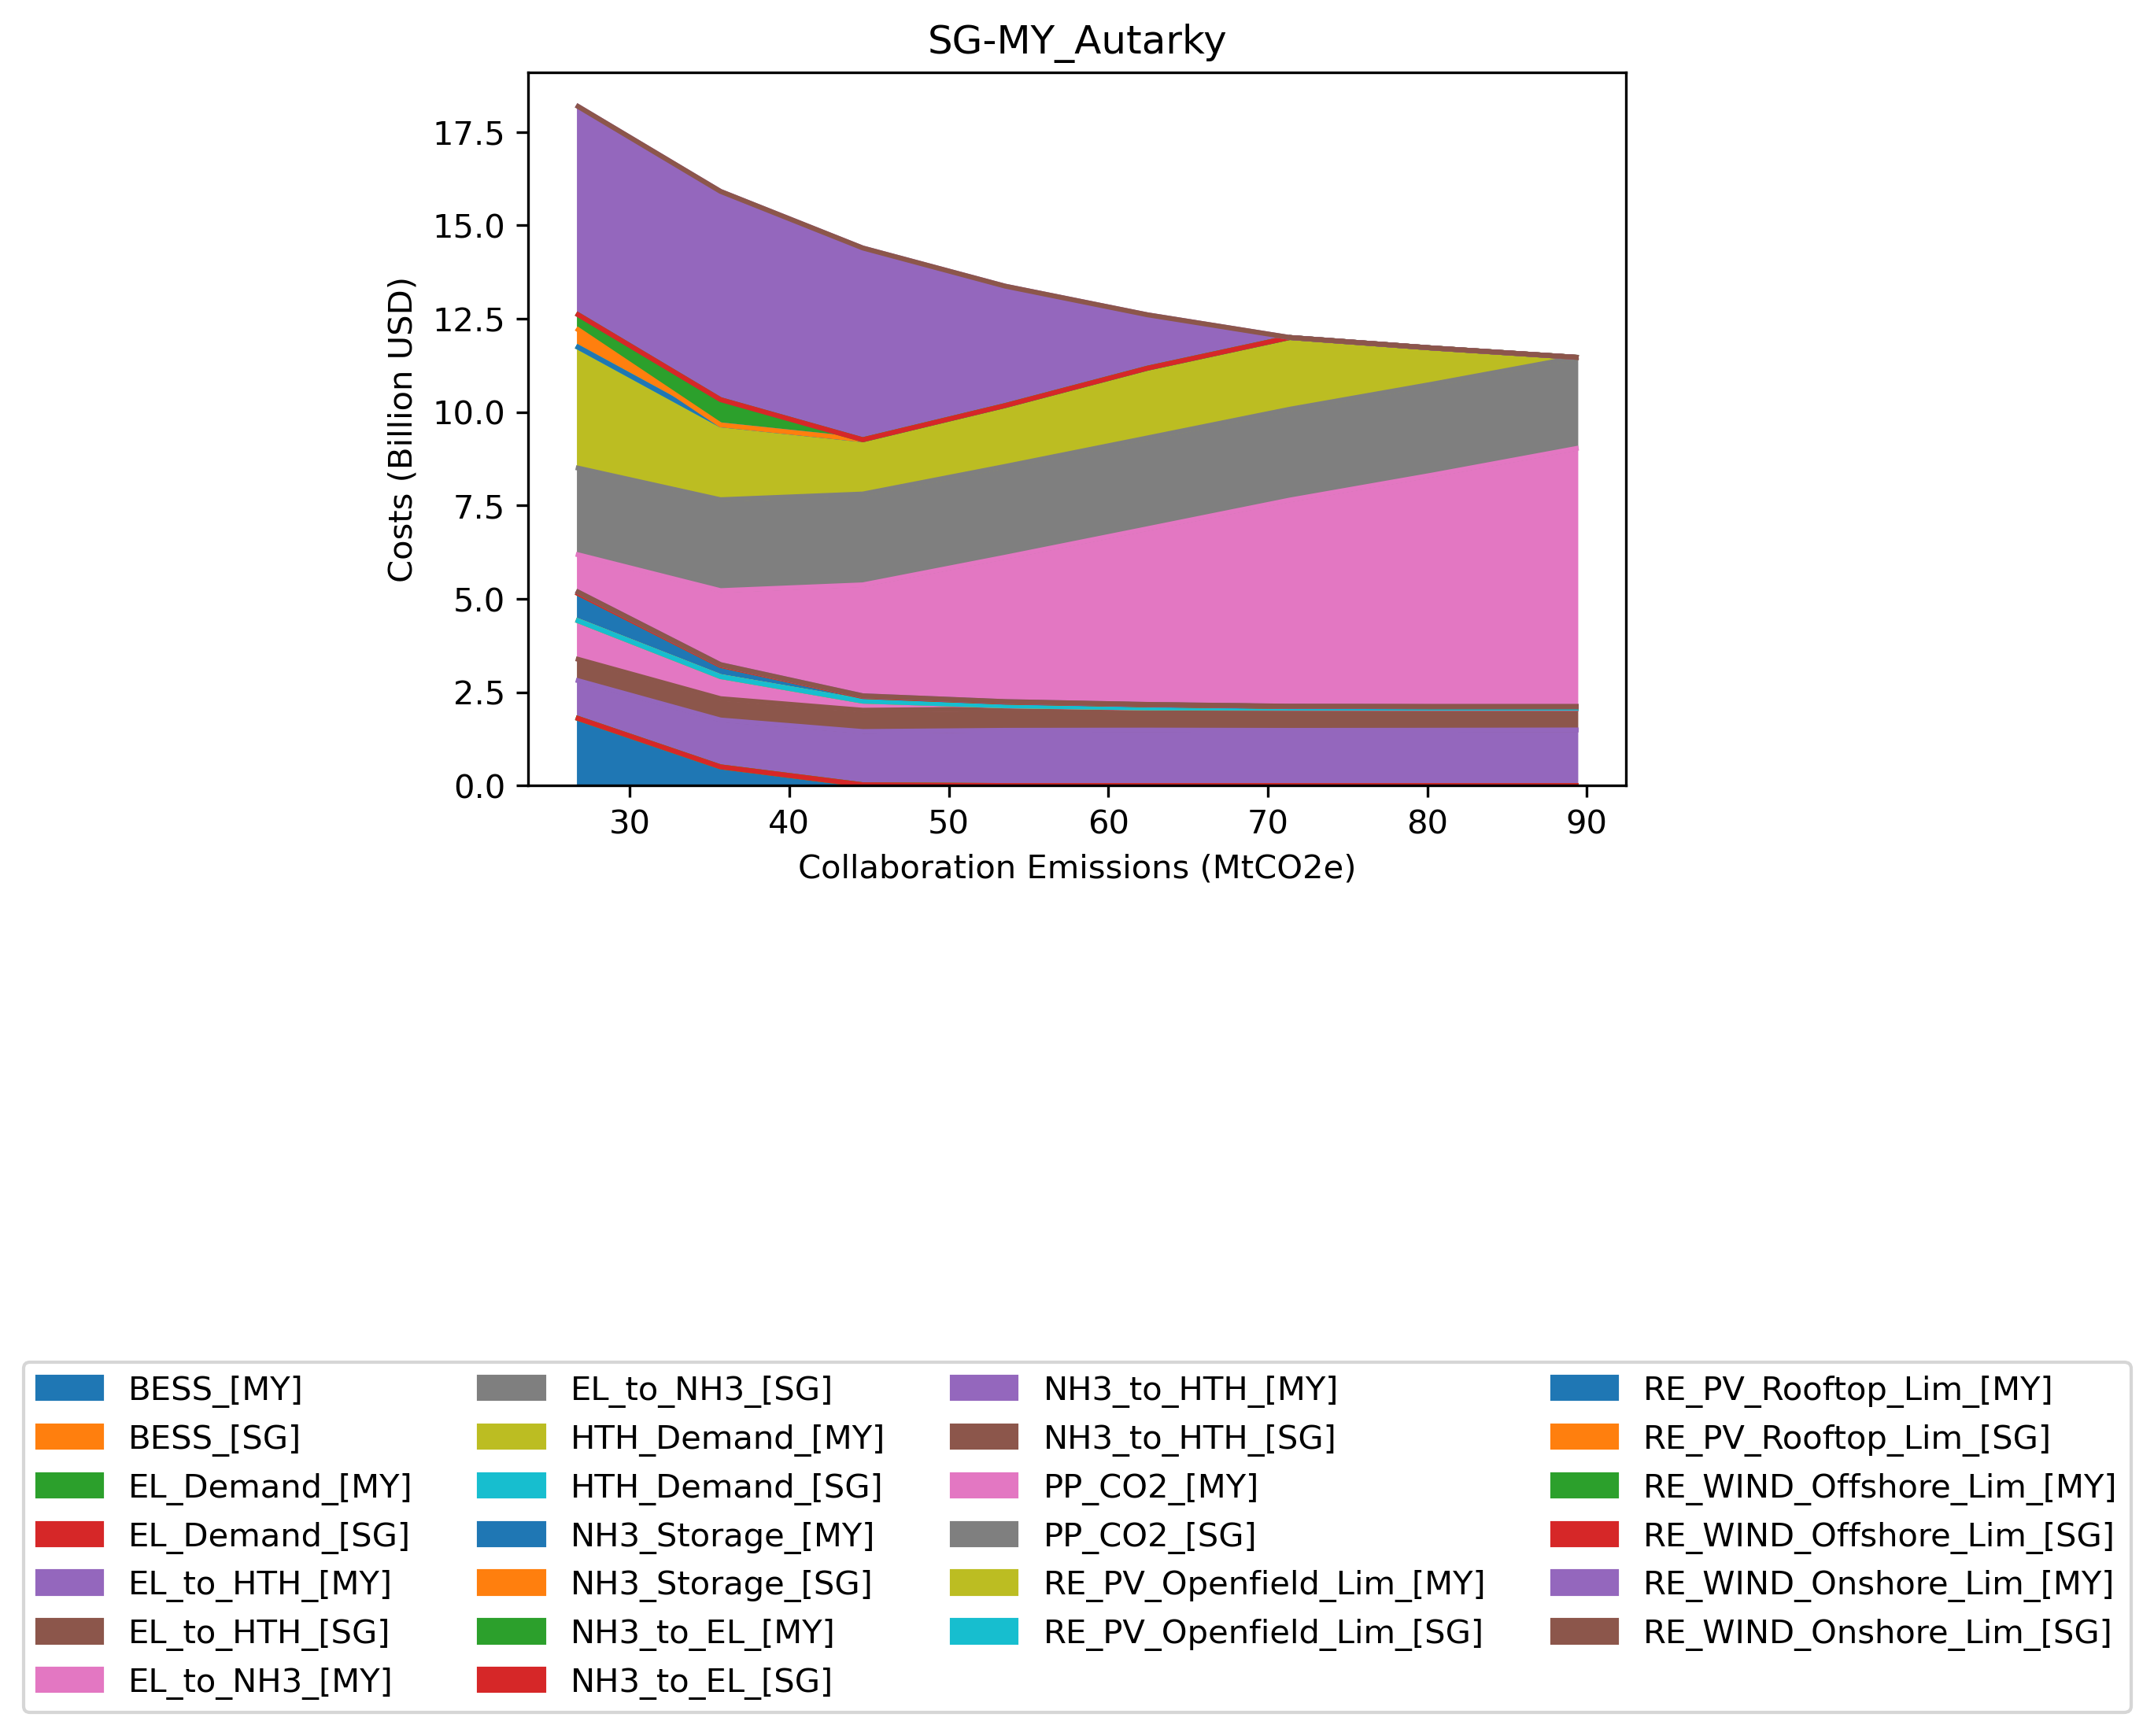 SG-MY_Autarky
17.5
15.0
12.5
10.0
7.5
5.0
2.5
0.0
Costs (Billion USD)
30 40 50 60 70 80 90
Collaboration Emissions (MtCO2e)
BESS_[MY]
BESS_[SG]
EL_Demand_[MY]
EL_Demand_[SG]
EL_to_HTH_[MY]
EL_to_HTH_[SG]
EL_to_NH3_[MY]
EL_to_NH3_[SG]
HTH_Demand_[MY]
HTH_Demand_[SG]
NH3_Storage_[MY]
NH3_Storage_[SG]
NH3_to_EL_[MY]
NH3_to_EL_[SG]
NH3_to_HTH_[MY]
NH3_to_HTH_[SG]
PP_CO2_[MY]
PP_CO2_[SG]
RE_PV_Openfield_Lim_[MY]
RE_PV_Openfield_Lim_[SG]
RE_PV_Rooftop_Lim_[MY]
RE_PV_Rooftop_Lim_[SG]
RE_WIND_Offshore_Lim_[MY]
RE_WIND_Offshore_Lim_[SG]
RE_WIND_Onshore_Lim_[MY]
RE_WIND_Onshore_Lim_[SG]